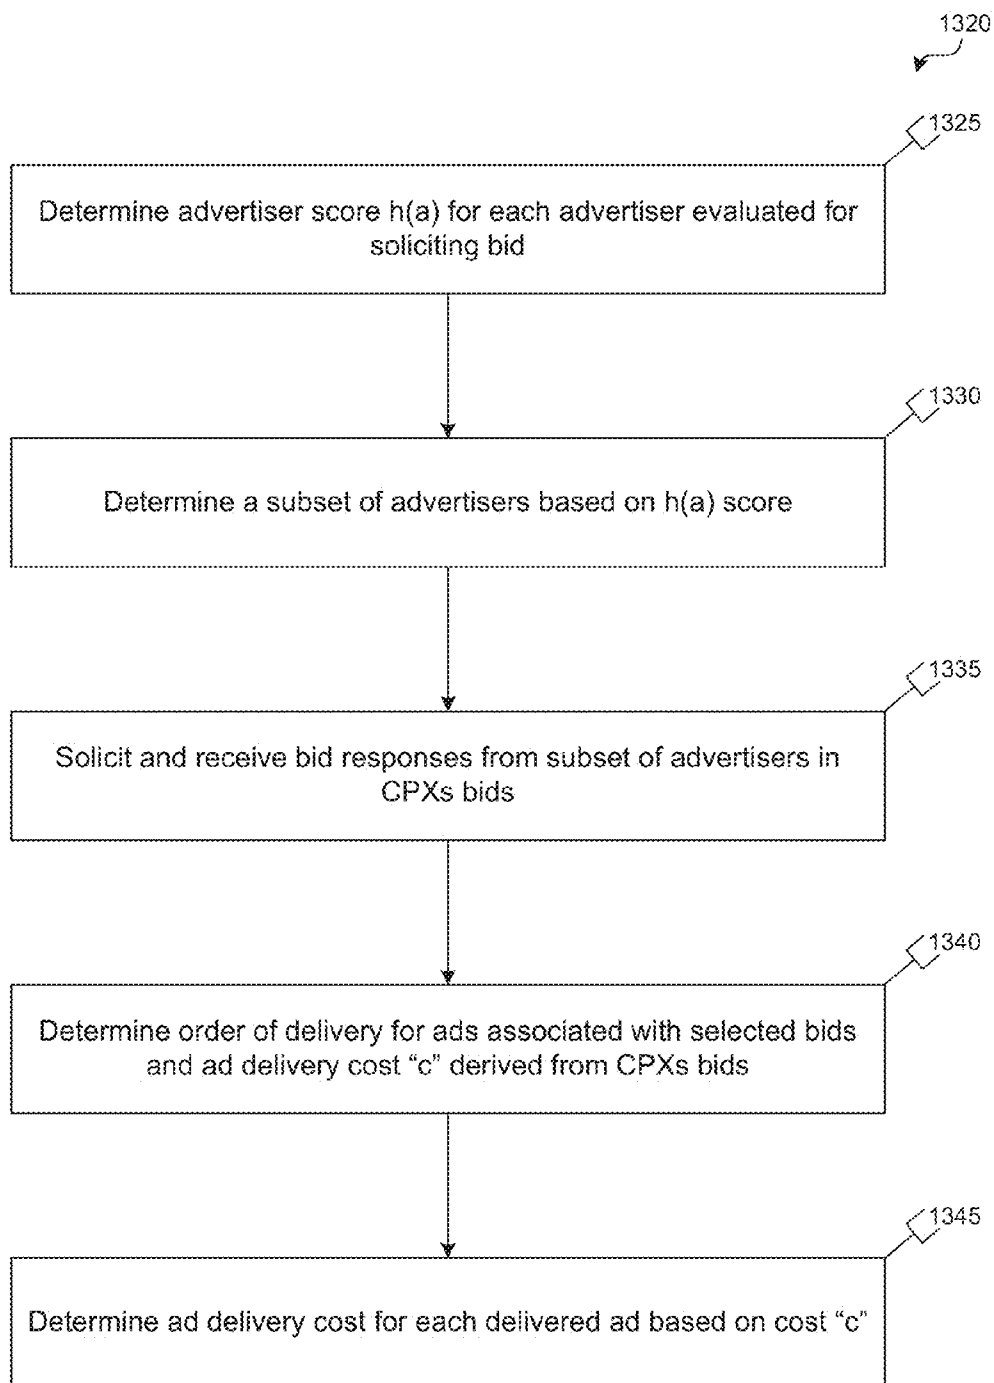 1320
1325
Determine advertiser score h(a) for each advertiser evaluated for
soliciting bid
1330
Determine a subset of advertisers based on h(a) score
1335
Solicit and receive bid responses from subset of advertisers in
CPXs bids
1340
Determine order of delivery for ads associated with selected bids
and ad delivery cost “c” derived from CPXs bids
1345
Determine ad delivery cost for each delivered ad based on cost “c”